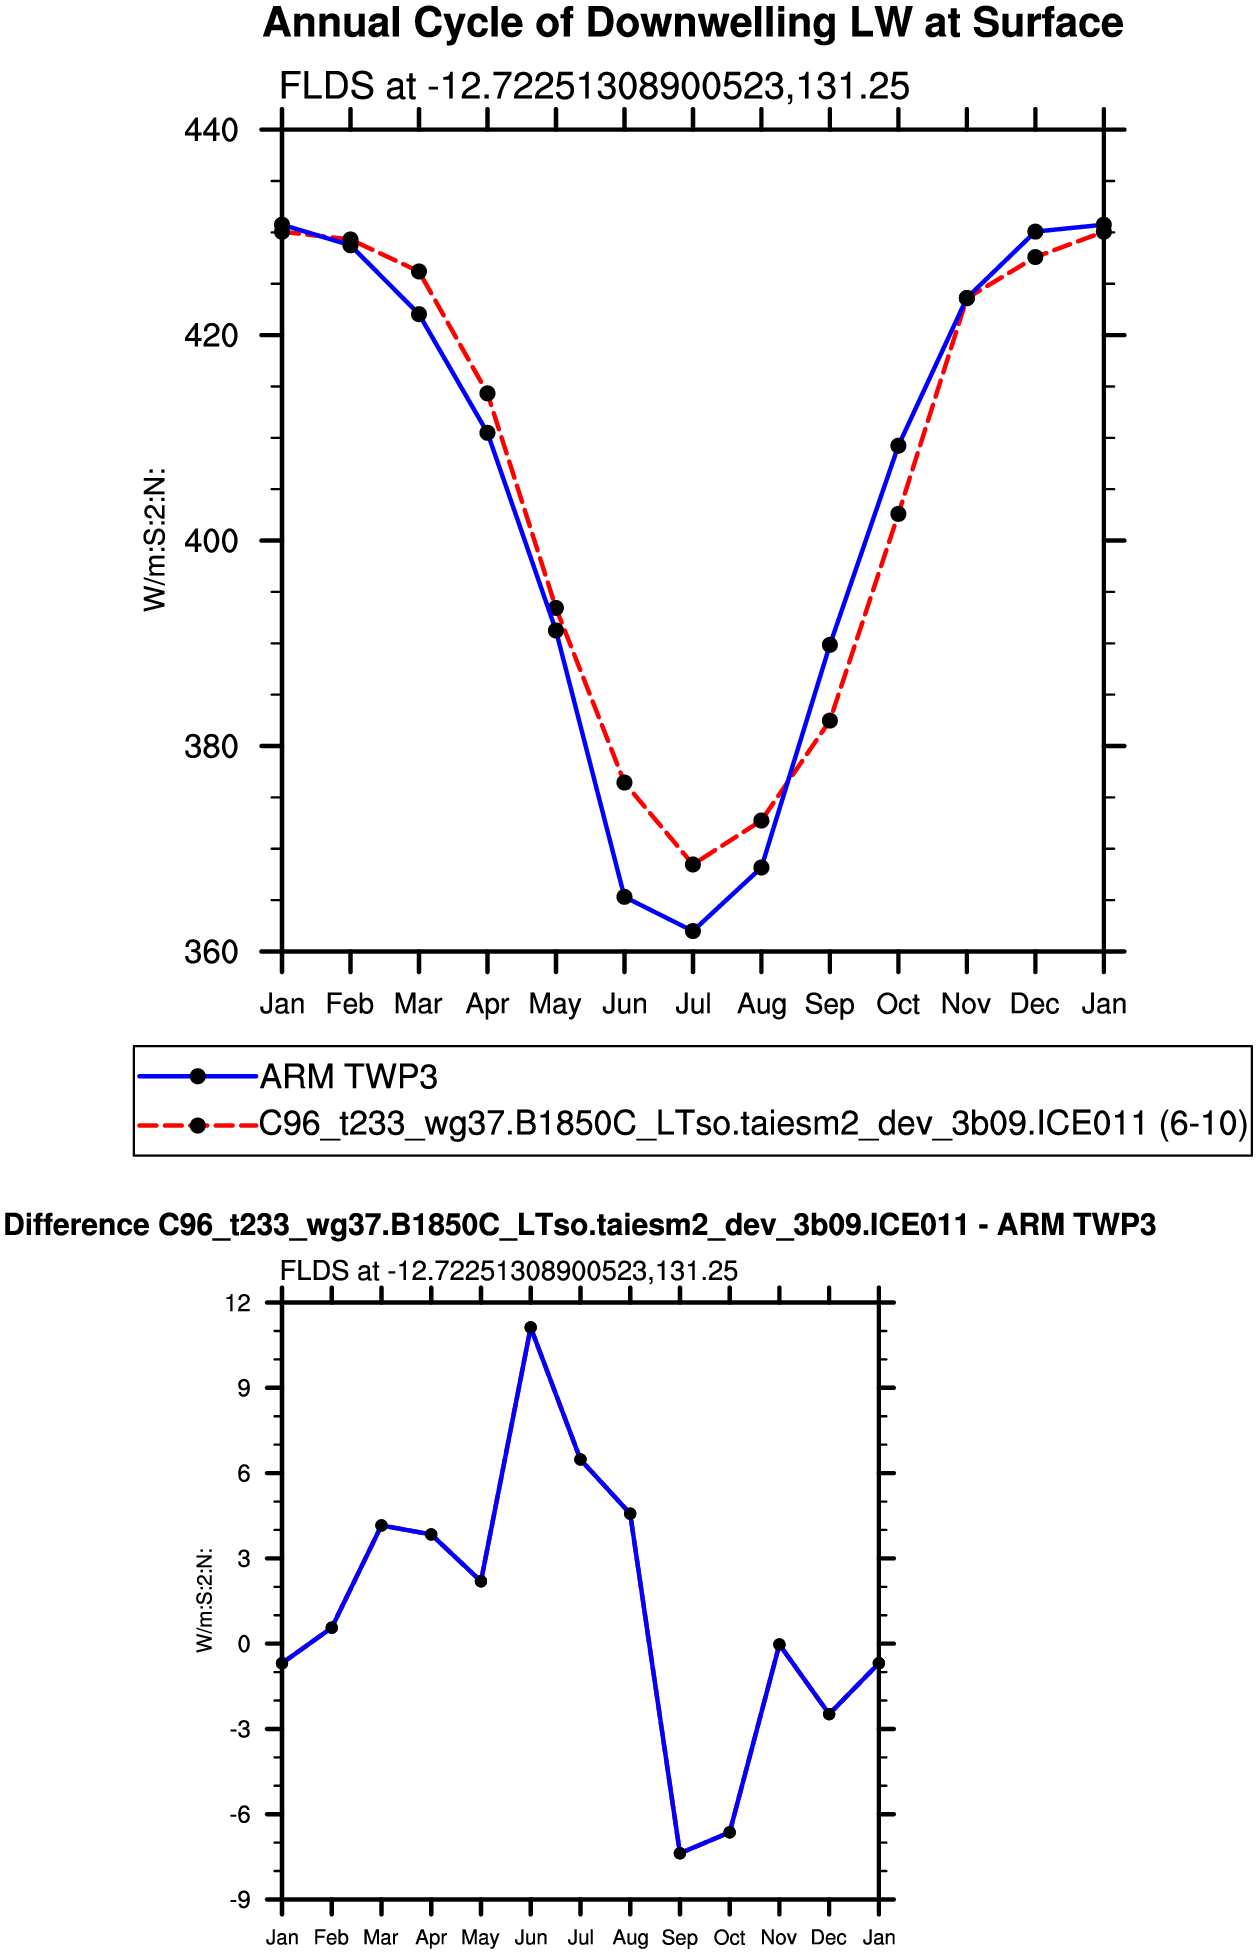 Annual Cycle of Downwelling LW at Surface
FLDS at -12.72251308900523,131.25
440
420
400
380
360
W/m:S:2:N:
Jan Feb Mar Apr May Jun Jul Aug Sep Oct Nov Dec Jan
ARM TWP3
C96_t233_wg37.B1850C_LTso.taiesm2_dev_3b09.ICE011 (6-10)
Difference C96_t233_wg37.B1850C_LTso.taiesm2_dev_3b09.ICE011 - ARM TWP3
FLDS at -12.72251308900523,131.25
12
9
6
3
0
-3
-6
-9
W/m:S:2:N:
Jan Feb Mar Apr May Jun Jul Aug Sep Oct Nov Dec Jan